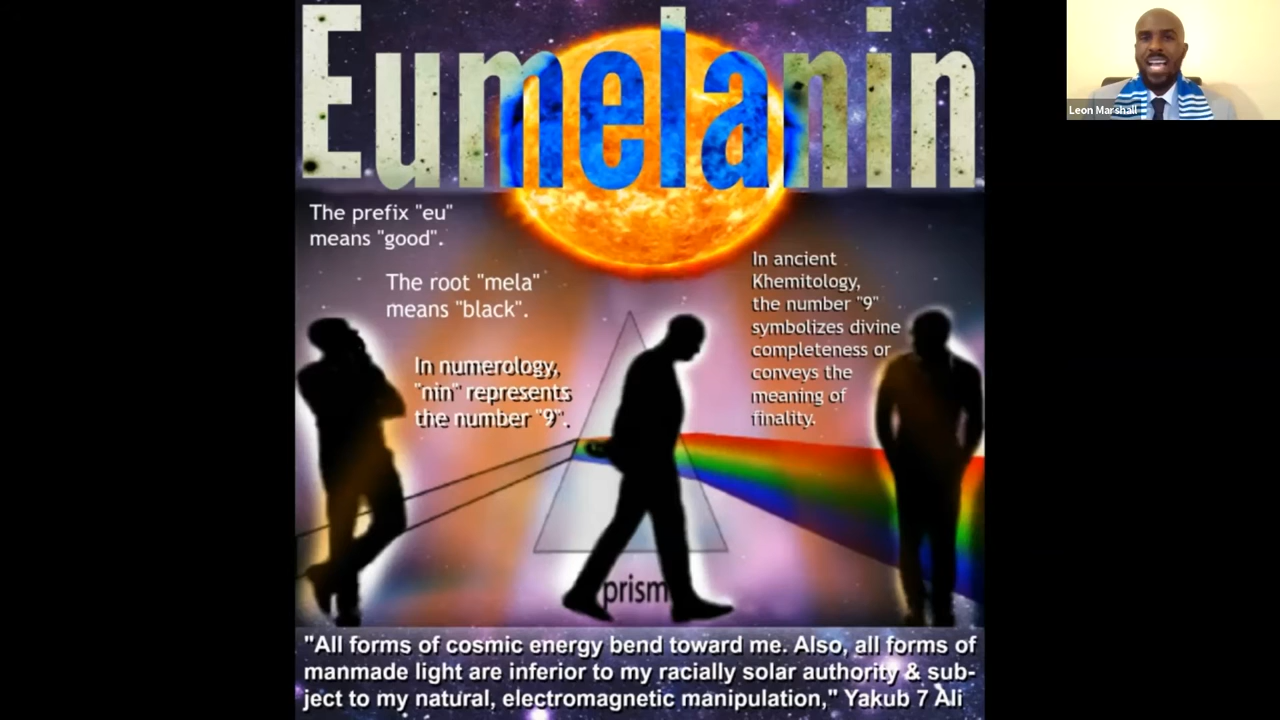 Eumelanin
Leon Marshall
The prefix "eu"
means "good".
The root "mela"
means "black".
In numerology,
"nin" represents
the number "9".
In ancient
Khemitology,
the number "9"
symbolizes divine
completeness or
conveys the
meaning of
finality.
prism
"All forms of cosmic energy bend toward me. Also, all forms of
manmade light are inferior to my racially solar authority & sub-
ject to my natural, electromagnetic manipulation," Yakub 7 Ali